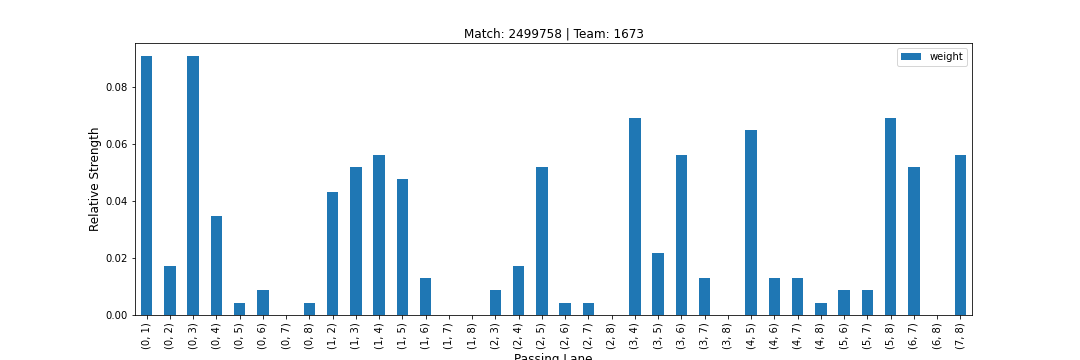 Match: 2499758 | Team: 1673
weight
Relative Strength
0.08
0.06
0.04
0.02
0.00
(0, 1) (0, 2) (0, 3) (0, 4) (0, 5) (0, 6) (0, 7) (0, 8) (1, 2) (1, 3) (1, 4) (1, 5) (1, 6) (1, 7) (1, 8) (2, 3) (2, 4) (2, 5) (2, 6) (2, 7) (2, 8) (3, 4) (3, 5) (3, 6) (3, 7) (3, 8) (4, 5) (4, 6) (4, 7) (4, 8) (5, 6) (5, 7) (5, 8) (6, 7) (6, 8) (7, 8)
Passing Lane